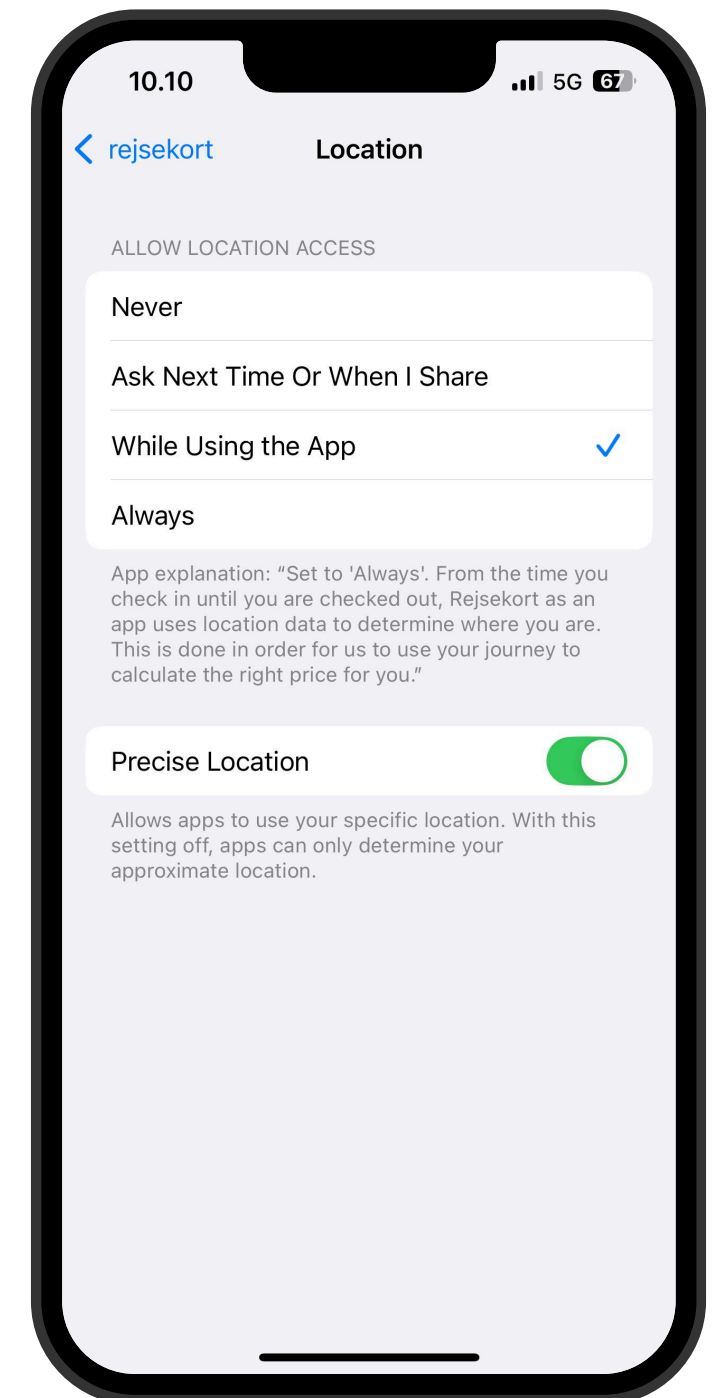 10.10 5G 67
rejsekort Location
ALLOW LOCATION ACCESS
Never
Ask Next Time Or When I Share
While Using the App
Always
App explanation: “Set to 'Always'. From the time you
check in until you are checked out, Rejsekort as an
app uses location data to determine where you are.
This is done in order for us to use your journey to
calculate the right price for you.”
Precise Location
Allows apps to use your specific location. With this
setting off, apps can only determine your
approximate location.